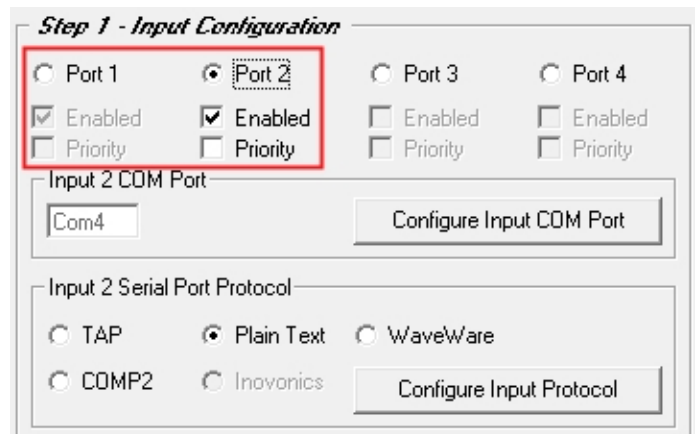 Step 1 - Input Configuration
Port 1 Port 2 Port 3 Port 4
Enabled Enabled Enabled Enabled
Priority Priority Priority Priority
Input 2 COM Port
Com4 Configure Input COM Port
Input 2 Serial Port Protocol
TAP Plain Text WaveWare
COMP2 Inovonics Configure Input Protocol